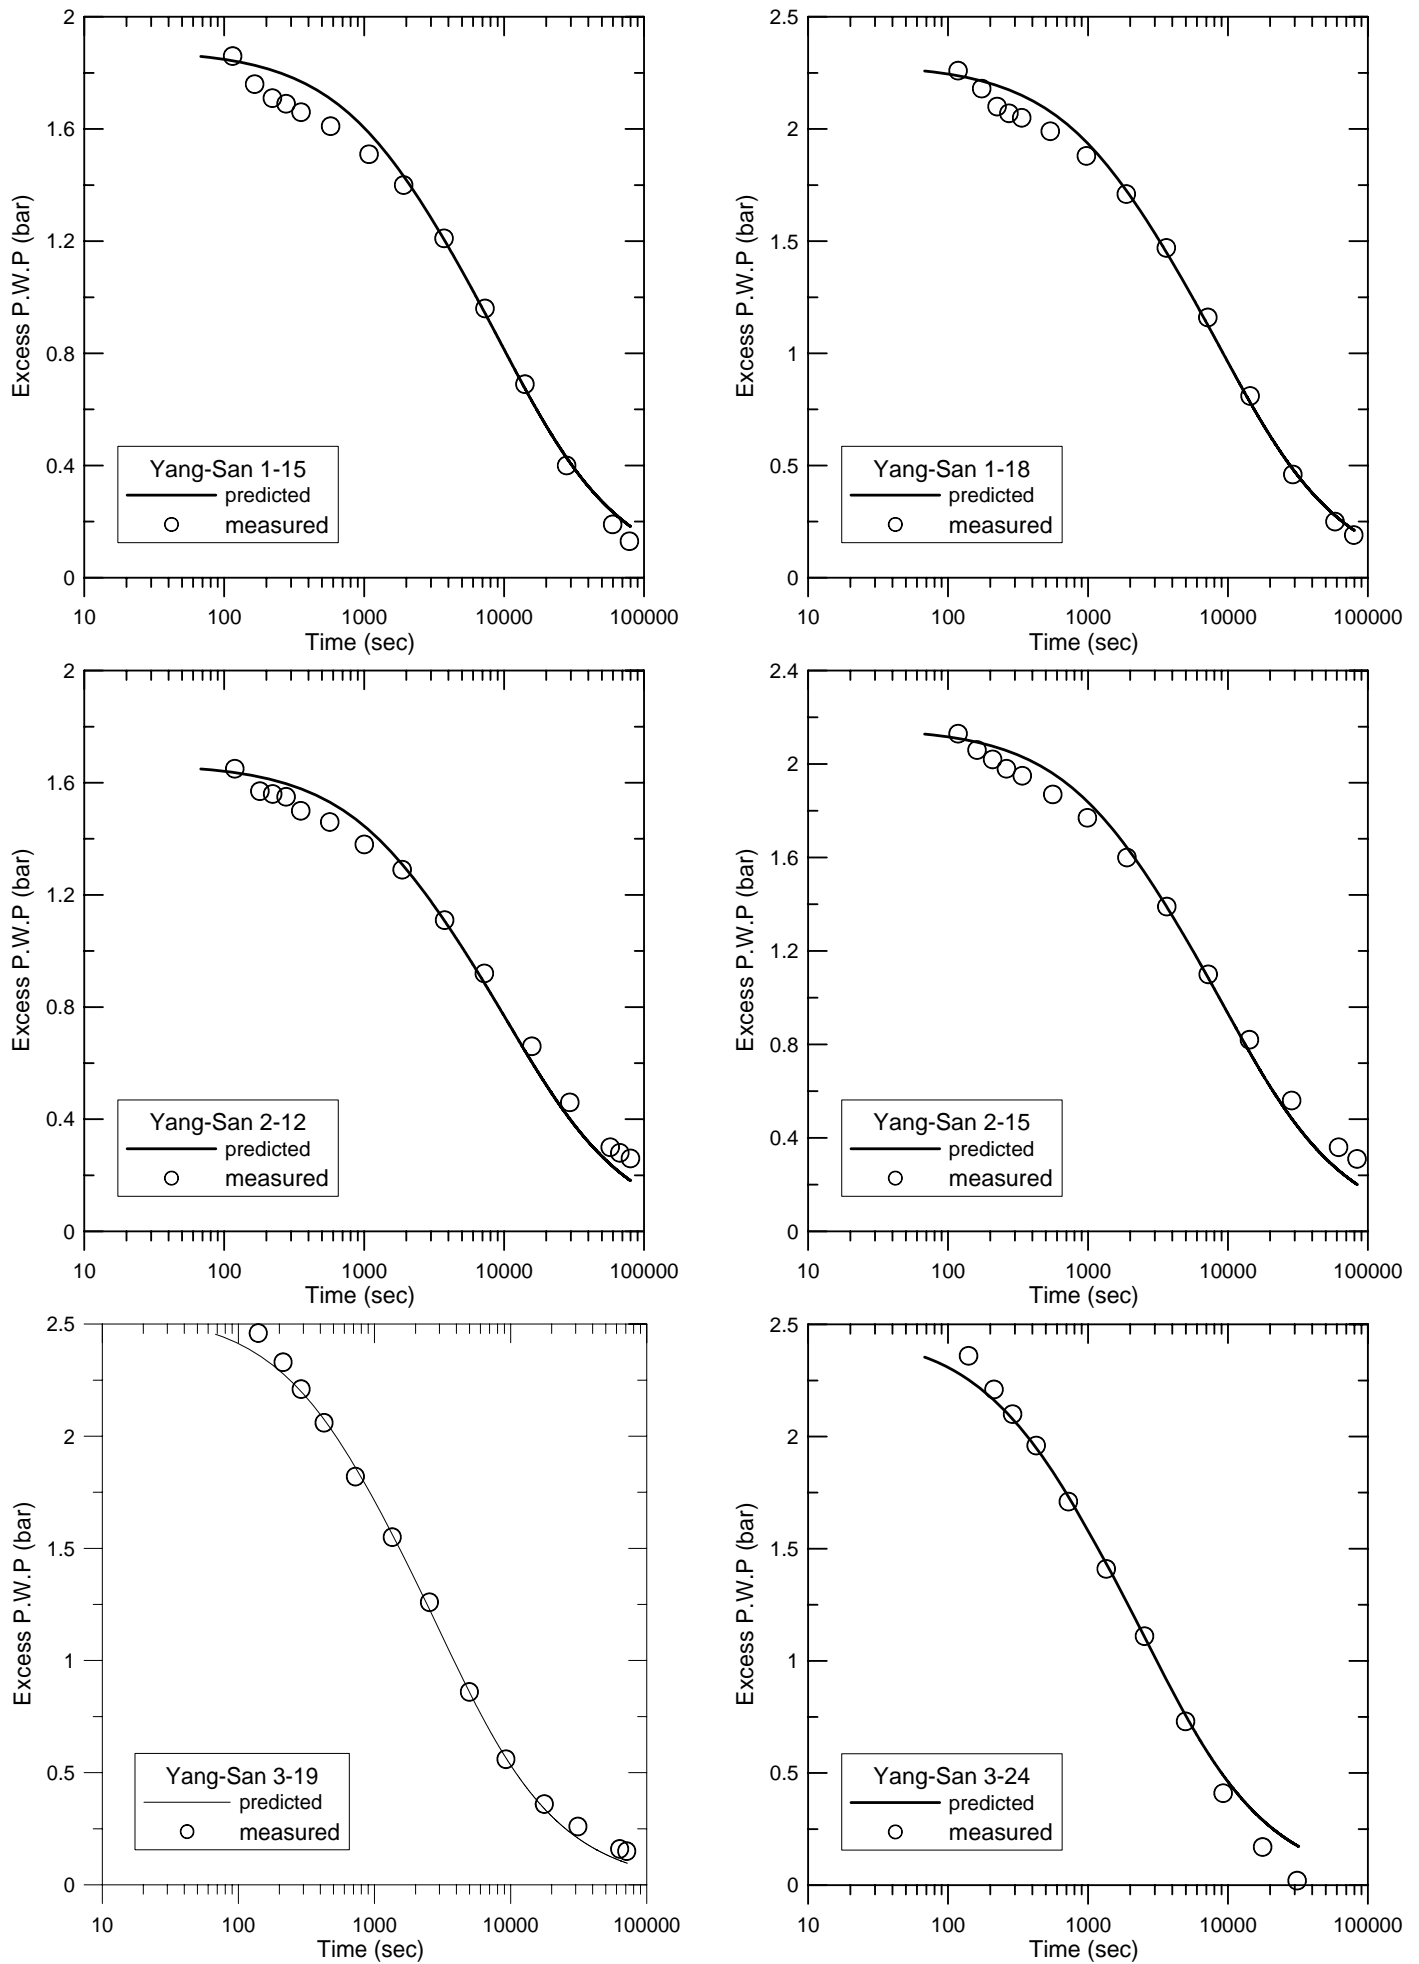 2
1.6
1.2
0.8
0.4
0
Excess P.W.P (bar)
Yang-San 1-15
predicted
measured
10 100 1000 10000 100000
Time (sec)
2.5
2
1.5
1
0.5
0
Excess P.W.P (bar)
Yang-San 1-18
predicted
measured
10 100 1000 10000 100000
Time (sec)
2
1.6
1.2
0.8
0.4
0
Excess P.W.P (bar)
Yang-San 2-12
predicted
measured
10 100 1000 10000 100000
Time (sec)
2.4
2
1.6
1.2
0.8
0.4
0
Excess P.W.P (bar)
Yang-San 2-15
predicted
measured
10 100 1000 10000 100000
Time (sec)
2.5
2
1.5
1
0.5
0
Excess P.W.P (bar)
Yang-San 3-19
predicted
measured
10 100 1000 10000 100000
Time (sec)
2.5
2
1.5
1
0.5
0
Excess P.W.P (bar)
Yang-San 3-24
predicted
measured
10 100 1000 10000 100000
Time (sec)